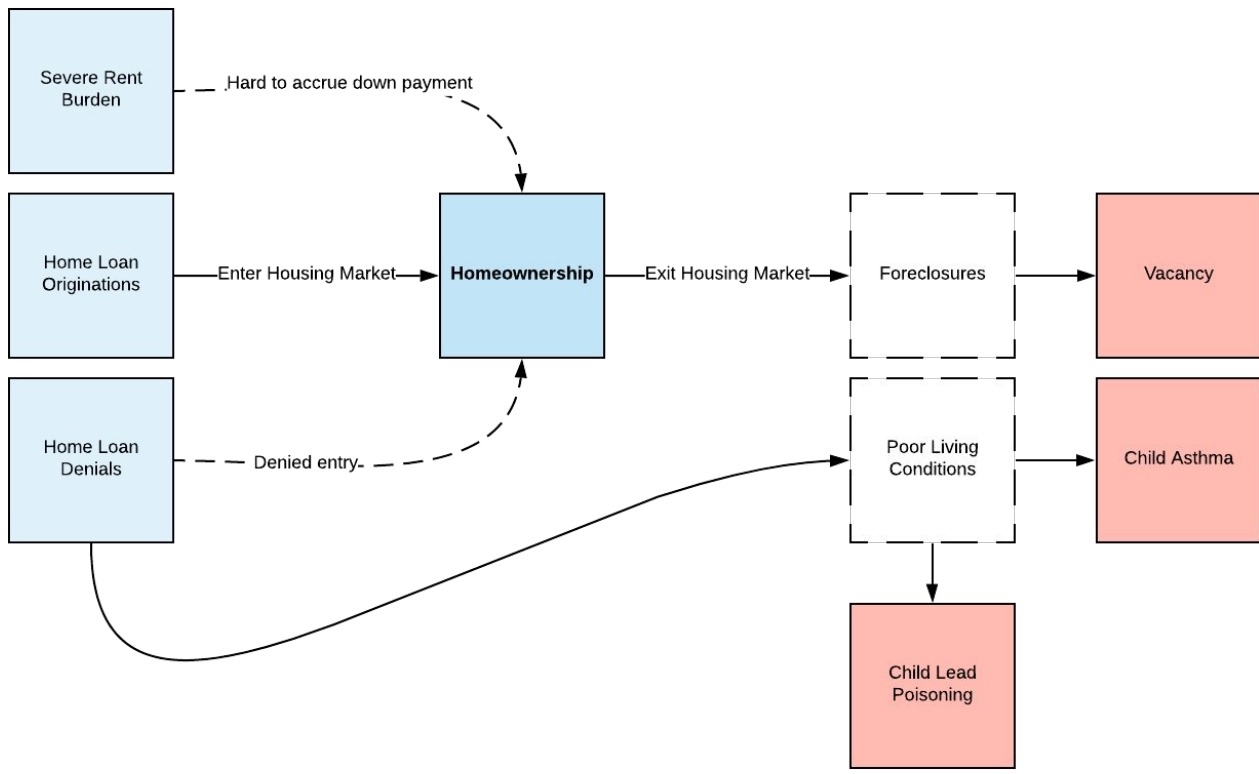 Severe Rent
Burden
Hard to accrue down payment
Home Loan
Originations
Enter Housing Market
Homeownership
Exit Housing Market
Foreclosures
Vacancy
Home Loan
Denials
Denied entry
Poor Living
Conditions
Child Asthma
Child Lead
Poisoning